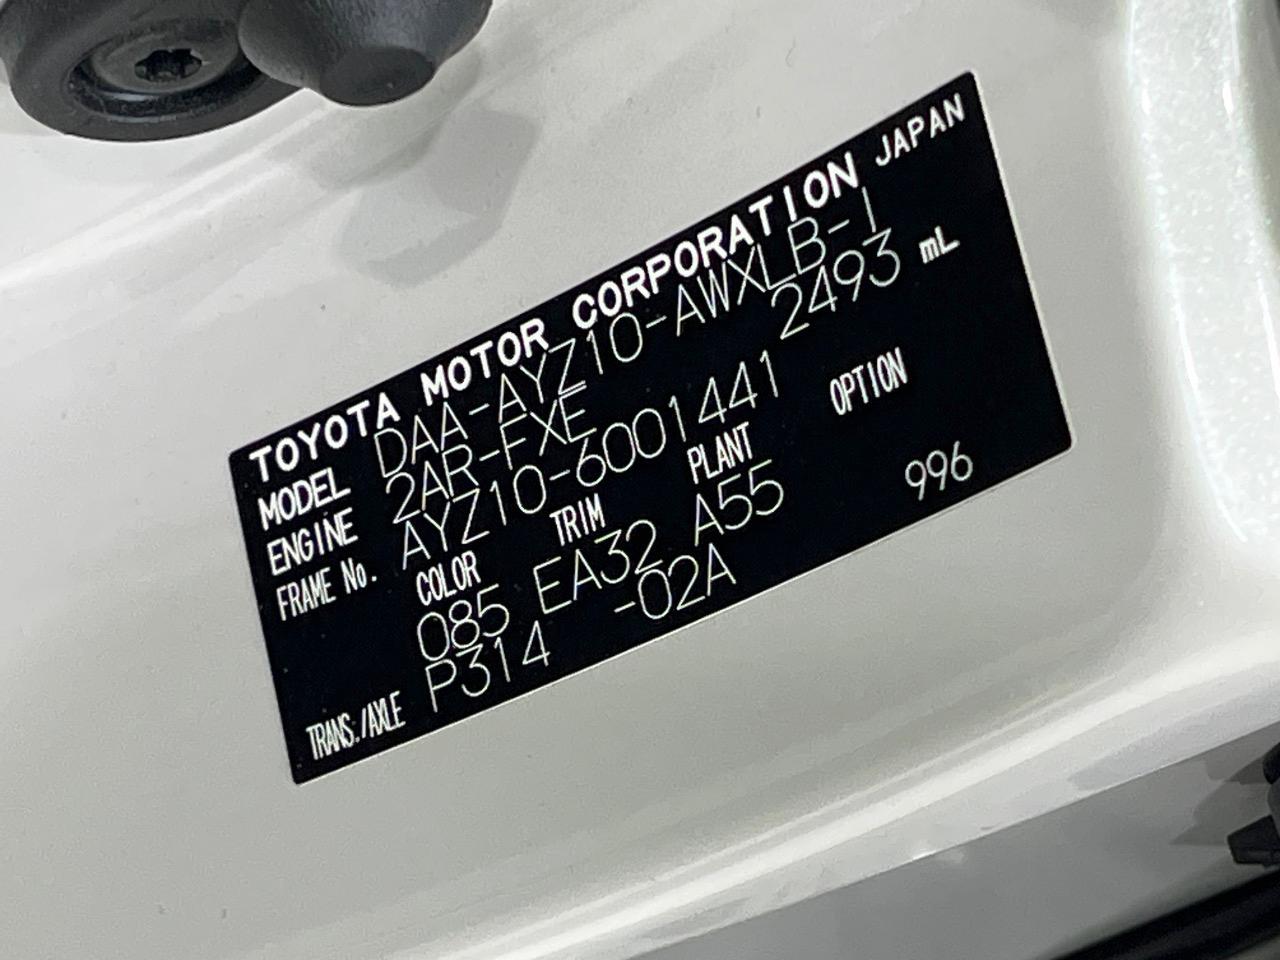 TOYOTA MOTOR CORPORATION JAPAN
MODEL DAA-AYZ10-AWXLB-1
ENGINE 2AR-FXE 2493 mL
FRAME No. AYZ10-6001441
COLOR TRIM PLANT OPTION
085 EA32 A55 996
TRANS./AXLE P314 -02A